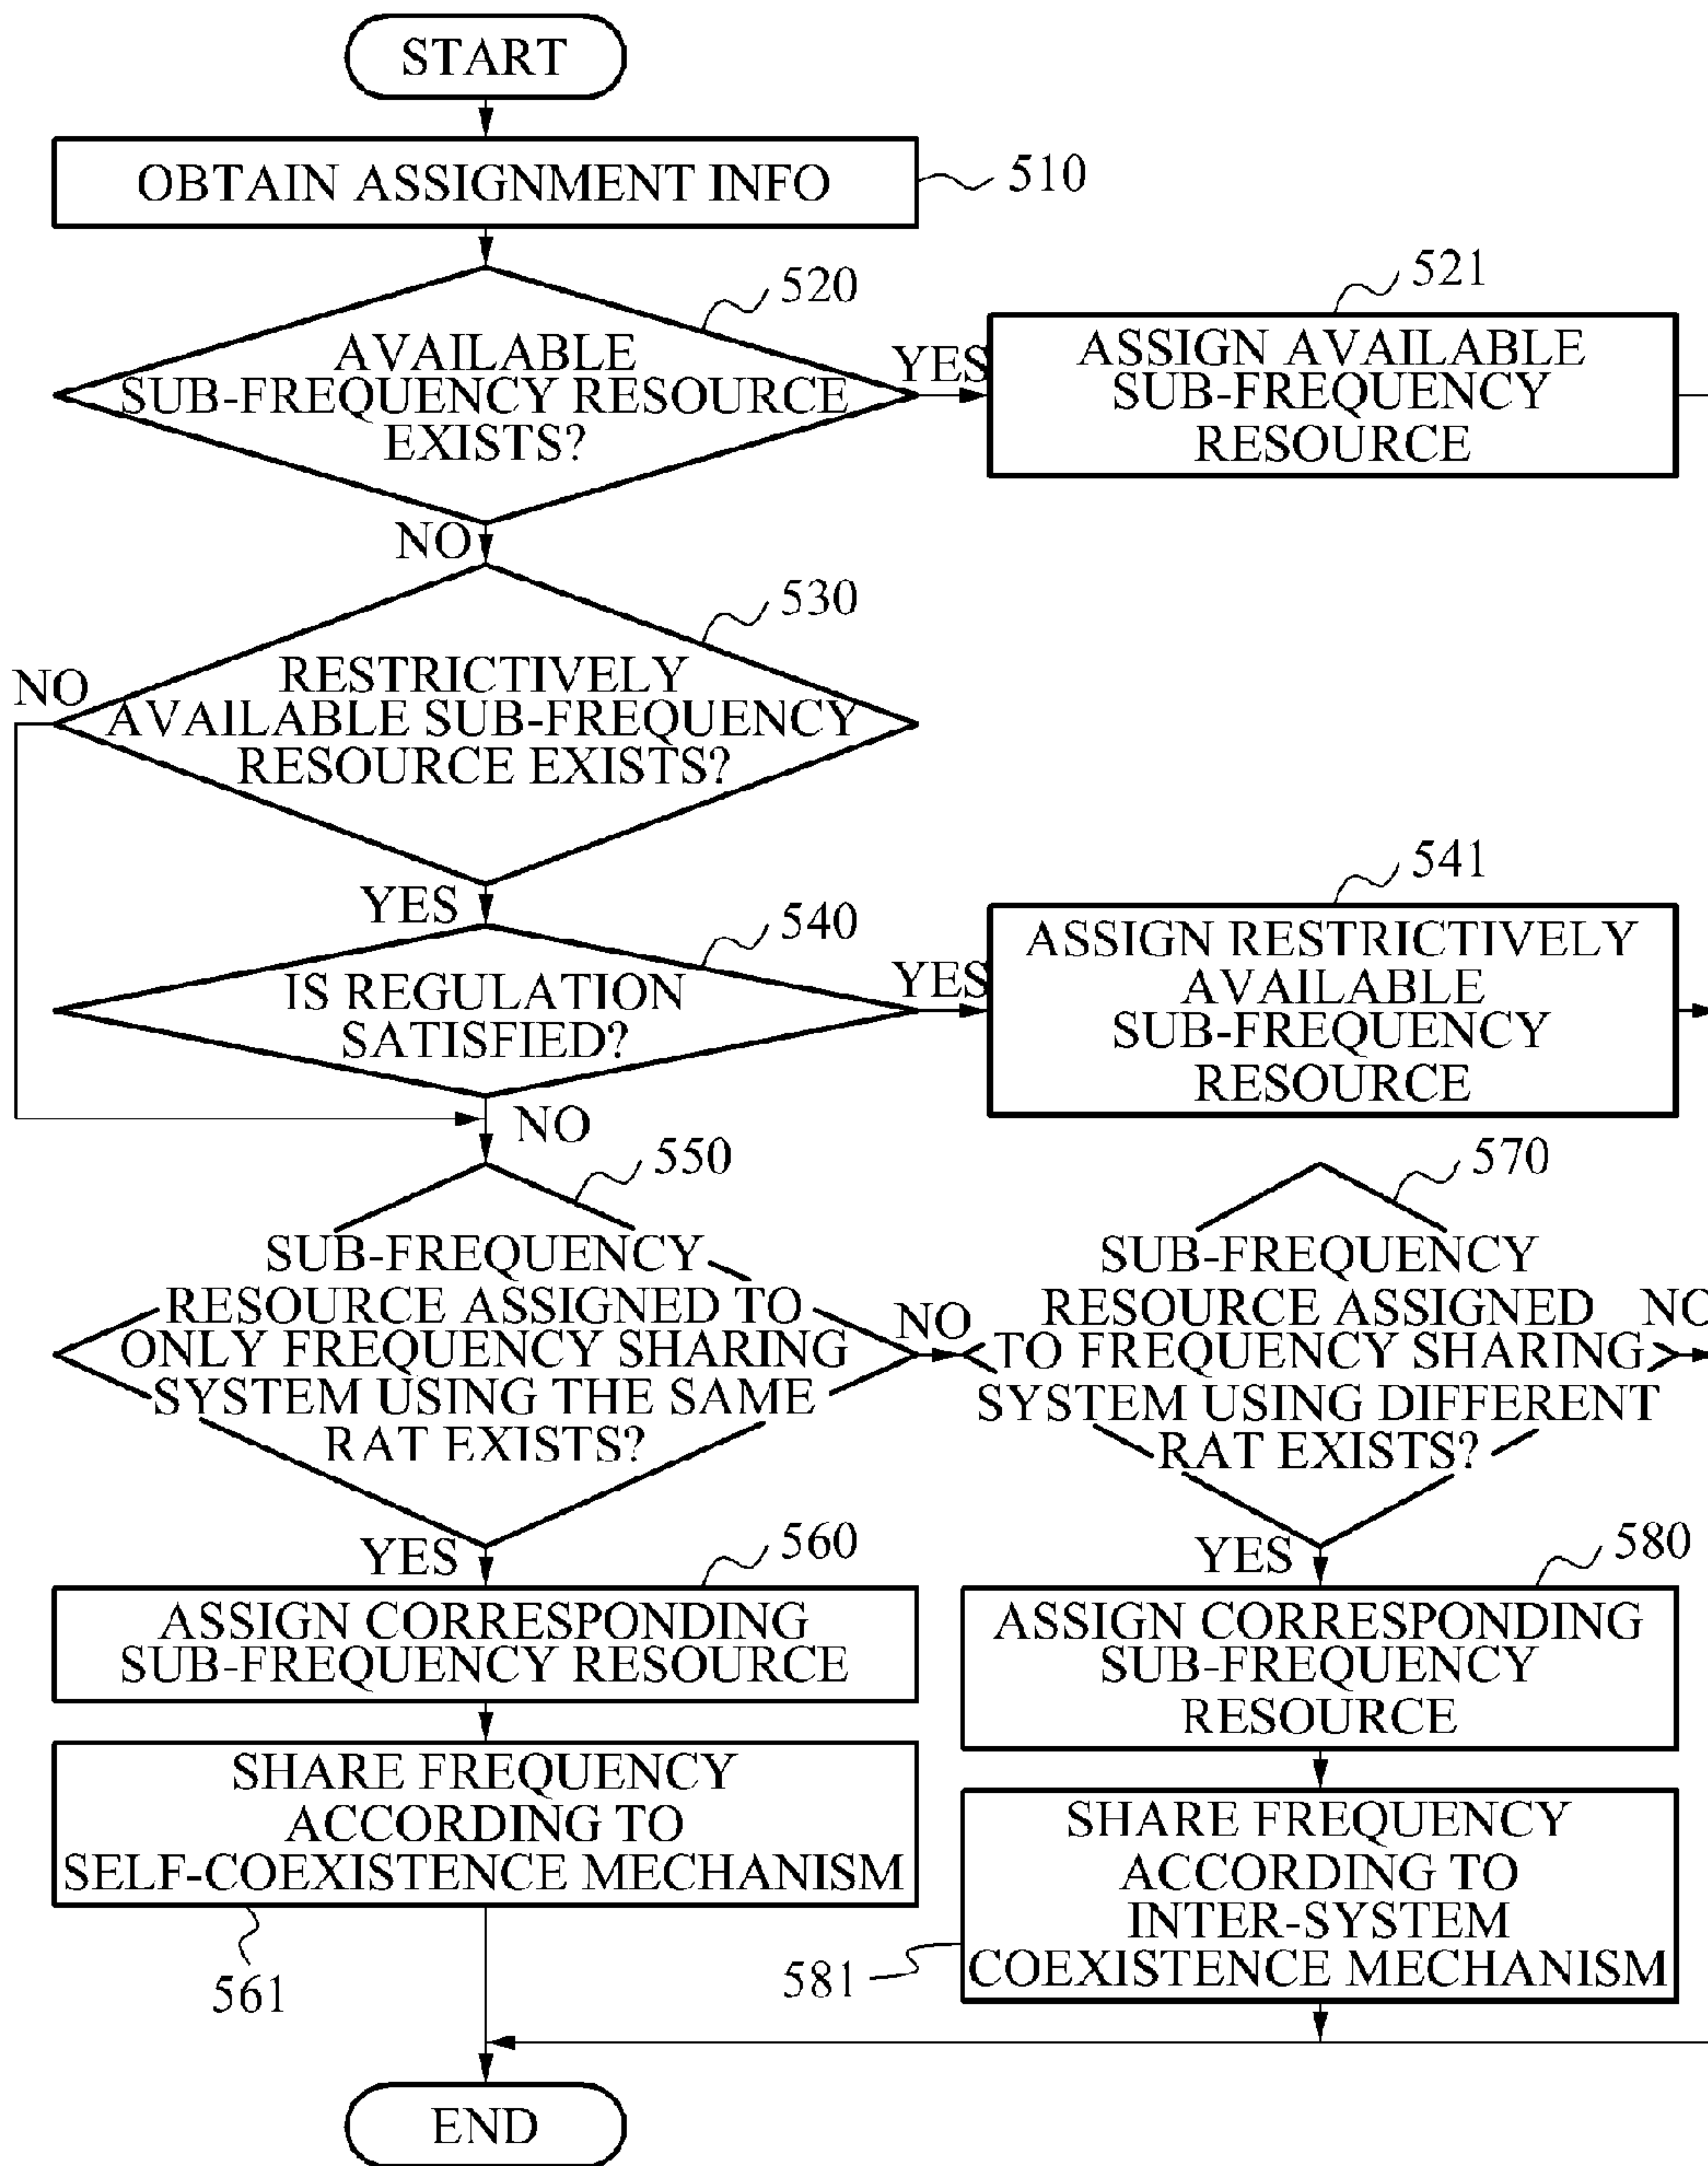 START
OBTAIN ASSIGNMENT INFO
510
520
AVAILABLE
SUB-FREQUENCY RESOURCE
EXISTS?
YES
521
ASSIGN AVAILABLE
SUB-FREQUENCY
RESOURCE
NO
530
RESTRICTIVELY
AVAILABLE SUB-FREQUENCY
RESOURCE EXISTS?
NO
YES
540
IS REGULATION
SATISFIED?
YES
541
ASSIGN RESTRICTIVELY
AVAILABLE
SUB-FREQUENCY
RESOURCE
NO
550
SUB-FREQUENCY
RESOURCE ASSIGNED TO
ONLY FREQUENCY SHARING
SYSTEM USING THE SAME
RAT EXISTS?
NO
570
SUB-FREQUENCY
RESOURCE ASSIGNED
TO FREQUENCY SHARING
SYSTEM USING DIFFERENT
RAT EXISTS?
NO
YES
560
ASSIGN CORRESPONDING
SUB-FREQUENCY RESOURCE
SHARE FREQUENCY
ACCORDING TO
SELF-COEXISTENCE MECHANISM
561
YES
580
ASSIGN CORRESPONDING
SUB-FREQUENCY
RESOURCE
SHARE FREQUENCY
ACCORDING TO
INTER-SYSTEM
COEXISTENCE MECHANISM
581
END